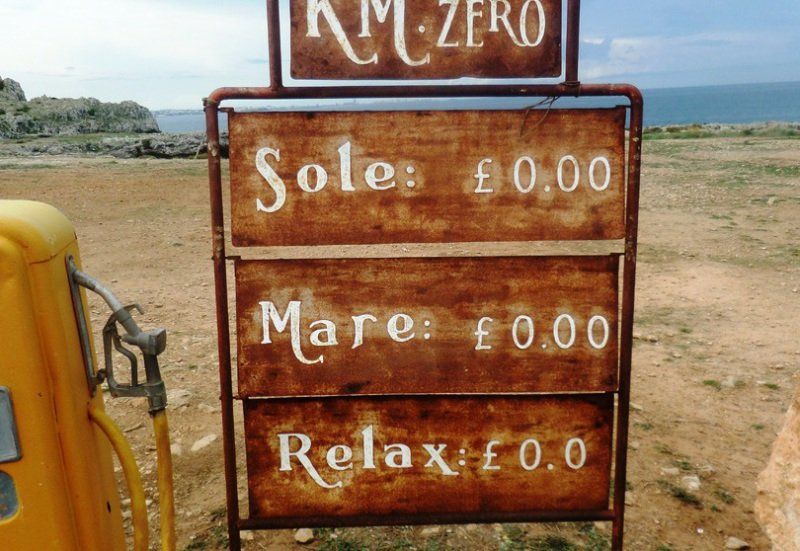 KM. ZERO
Sole: £ 0.00
Mare: £ 0.00
Relax: £ 0.0